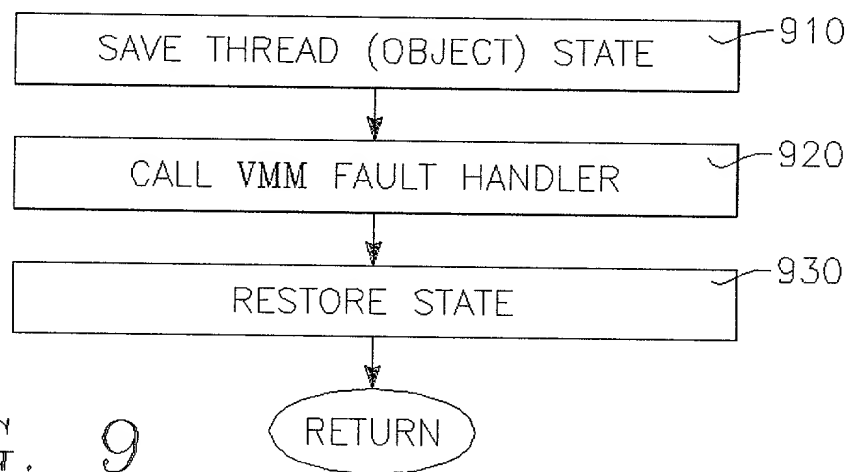 SAVE THREAD (OBJECT) STATE
910
CALL VMM FAULT HANDLER
920
RESTORE STATE
930
RETURN
9